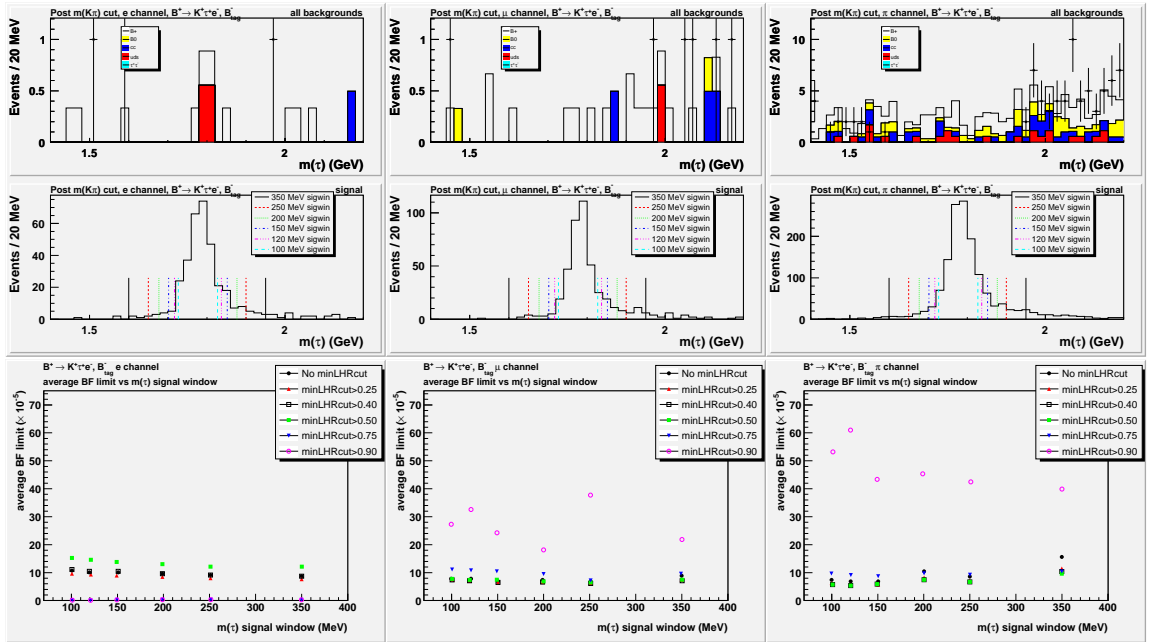 Post m(Kπ) cut, e channel, B⁺→ K⁺τ⁺e⁻, B⁻tag all backgrounds
Events / 20 MeV
1
0.5
0
B+
B0
cc
uds
τ⁺τ⁻
1.5
2
m(τ) (GeV)
Post m(Kπ) cut, μ channel, B⁺→ K⁺τ⁺e⁻, B⁻tag all backgrounds
Events / 20 MeV
1
0.5
0
B+
B0
cc
uds
τ⁺τ⁻
1.5
2
m(τ) (GeV)
Post m(Kπ) cut, π channel, B⁺→ K⁺τ⁺e⁻, B⁻tag all backgrounds
Events / 20 MeV
10
5
0
B+
B0
cc
uds
τ⁺τ⁻
1.5
2
m(τ) (GeV)
Post m(Kπ) cut, e channel, B⁺→ K⁺τ⁺e⁻, B⁻tag signal
Events / 20 MeV
60
40
20
0
350 MeV sigwin
250 MeV sigwin
200 MeV sigwin
150 MeV sigwin
120 MeV sigwin
100 MeV sigwin
1.5
2
m(τ) (GeV)
Post m(Kπ) cut, μ channel, B⁺→ K⁺τ⁺e⁻, B⁻tag signal
Events / 20 MeV
100
50
0
350 MeV sigwin
250 MeV sigwin
200 MeV sigwin
150 MeV sigwin
120 MeV sigwin
100 MeV sigwin
1.5
2
m(τ) (GeV)
Post m(Kπ) cut, π channel, B⁺→ K⁺τ⁺e⁻, B⁻tag signal
Events / 20 MeV
200
100
0
350 MeV sigwin
250 MeV sigwin
200 MeV sigwin
150 MeV sigwin
120 MeV sigwin
100 MeV sigwin
1.5
2
m(τ) (GeV)
B⁺→ K⁺τ⁺e⁻, B⁻tag e channel
average BF limit vs m(τ) signal window
average BF limit (× 10⁻⁵)
70
60
50
40
30
20
10
0
No minLHRcut
minLHRcut>0.25
minLHRcut>0.40
minLHRcut>0.50
minLHRcut>0.75
minLHRcut>0.90
100 150 200 250 300 350 400
m(τ) signal window (MeV)
B⁺→ K⁺τ⁺e⁻, B⁻tag μ channel
average BF limit vs m(τ) signal window
average BF limit (× 10⁻⁵)
70
60
50
40
30
20
10
0
No minLHRcut
minLHRcut>0.25
minLHRcut>0.40
minLHRcut>0.50
minLHRcut>0.75
minLHRcut>0.90
100 150 200 250 300 350 400
m(τ) signal window (MeV)
B⁺→ K⁺τ⁺e⁻, B⁻tag π channel
average BF limit vs m(τ) signal window
average BF limit (× 10⁻⁵)
70
60
50
40
30
20
10
0
No minLHRcut
minLHRcut>0.25
minLHRcut>0.40
minLHRcut>0.50
minLHRcut>0.75
minLHRcut>0.90
100 150 200 250 300 350 400
m(τ) signal window (MeV)